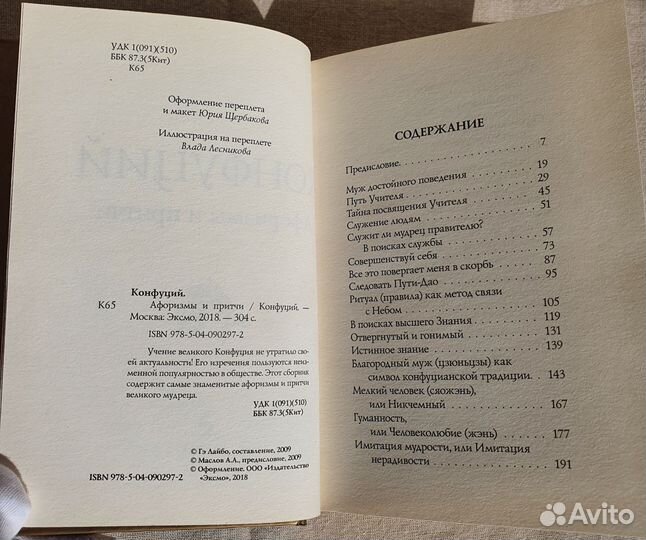 УДК 1(091)(510)
ББК 87.3(5Кит)
К65
Оформление переплета
и макет Юрия Щербакова
Иллюстрация на переплете
Влада Лесникова
Конфуций.
К65 Афоризмы и притчи / Конфуций. —
Москва: Эксмо, 2018. — 304 с.
ISBN 978-5-04-090297-2
Учение великого Конфуция не утратило сво-
ей актуальности! Его изречения пользуются неиз-
менной популярностью в обществе. Этот сборник
содержит самые знаменитые афоризмы и притчи
великого мудреца.
УДК 1(091)(510)
ББК 87.3(5Кит)
© Гэ Лайбо, составление, 2009
© Маслов А.А., предисловие, 2009
© Оформление. ООО «Издательство
ISBN 978-5-04-090297-2 «Эксмо», 2018
СОДЕРЖАНИЕ
Предисловие. 7
Муж достойного поведения 19
Путь Учителя 29
Тайна посвящения Учителя 45
Служение людям 51
Служит ли мудрец правителю?
В поисках службы 57
Совершенствуй себя 73
Все это повергает меня в скорбь 87
Следовать Пути-Дао 95
Ритуал (правила) как метод связи
с Небом 105
В поисках высшего Знания 119
Отвергнутый и гонимый 131
Истинное знание 139
Благородный муж (цзюньцзы) как
символ конфуцианской традиции. 143
Мелкий человек (сяожэнь),
или Никчемный 167
Гуманность,
или Человеколюбие (жэнь) 177
Имитация мудрости, или Имитация
нерадивости 191
Avito